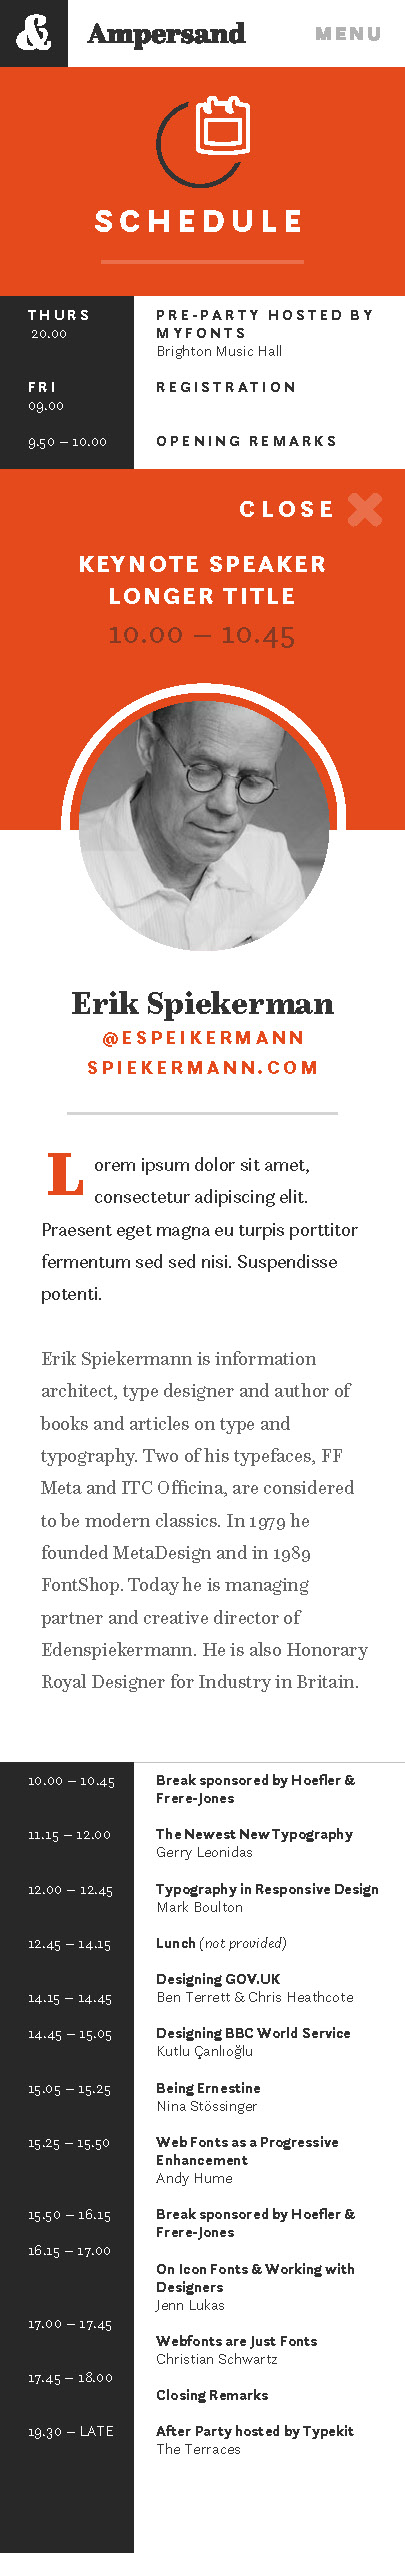 & Ampersand MENU
SCHEDULE
THURS
20.00
PRE-PARTY HOSTED BY
MYFONTS
Brighton Music Hall
FRI
09.00
REGISTRATION
9.50 – 10.00
OPENING REMARKS
CLOSE
KEYNOTE SPEAKER
LONGER TITLE
10.00 – 10.45
Erik Spiekerman
@ESPEIKERMANN
SPIEKERMANN.COM
Lorem ipsum dolor sit amet,
consectetur adipiscing elit.
Praesent eget magna eu turpis porttitor
fermentum sed sed nisi. Suspendisse
potenti.
Erik Spiekermann is information
architect, type designer and author of
books and articles on type and
typography. Two of his typefaces, FF
Meta and ITC Officina, are considered
to be modern classics. In 1979 he
founded MetaDesign and in 1989
FontShop. Today he is managing
partner and creative director of
Edenspiekermann. He is also Honorary
Royal Designer for Industry in Britain.
10.00 – 10.45
Break sponsored by Hoefler &
Frere-Jones
11.15 – 12.00
The Newest New Typography
Gerry Leonidas
12.00 – 12.45
Typography in Responsive Design
Mark Boulton
12.45 – 14.15
Lunch (not provided)
14.15 – 14.45
Designing GOV.UK
Ben Terrett & Chris Heathcote
14.45 – 15.05
Designing BBC World Service
Kutlu Çanlıoğlu
15.05 – 15.25
Being Ernestine
Nina Stössinger
15.25 – 15.50
Web Fonts as a Progressive
Enhancement
Andy Hume
15.50 – 16.15
Break sponsored by Hoefler &
Frere-Jones
16.15 – 17.00
On Icon Fonts & Working with
Designers
Jenn Lukas
17.00 – 17.45
Webfonts are Just Fonts
Christian Schwartz
17.45 – 18.00
Closing Remarks
19.30 – LATE
After Party hosted by Typekit
The Terraces